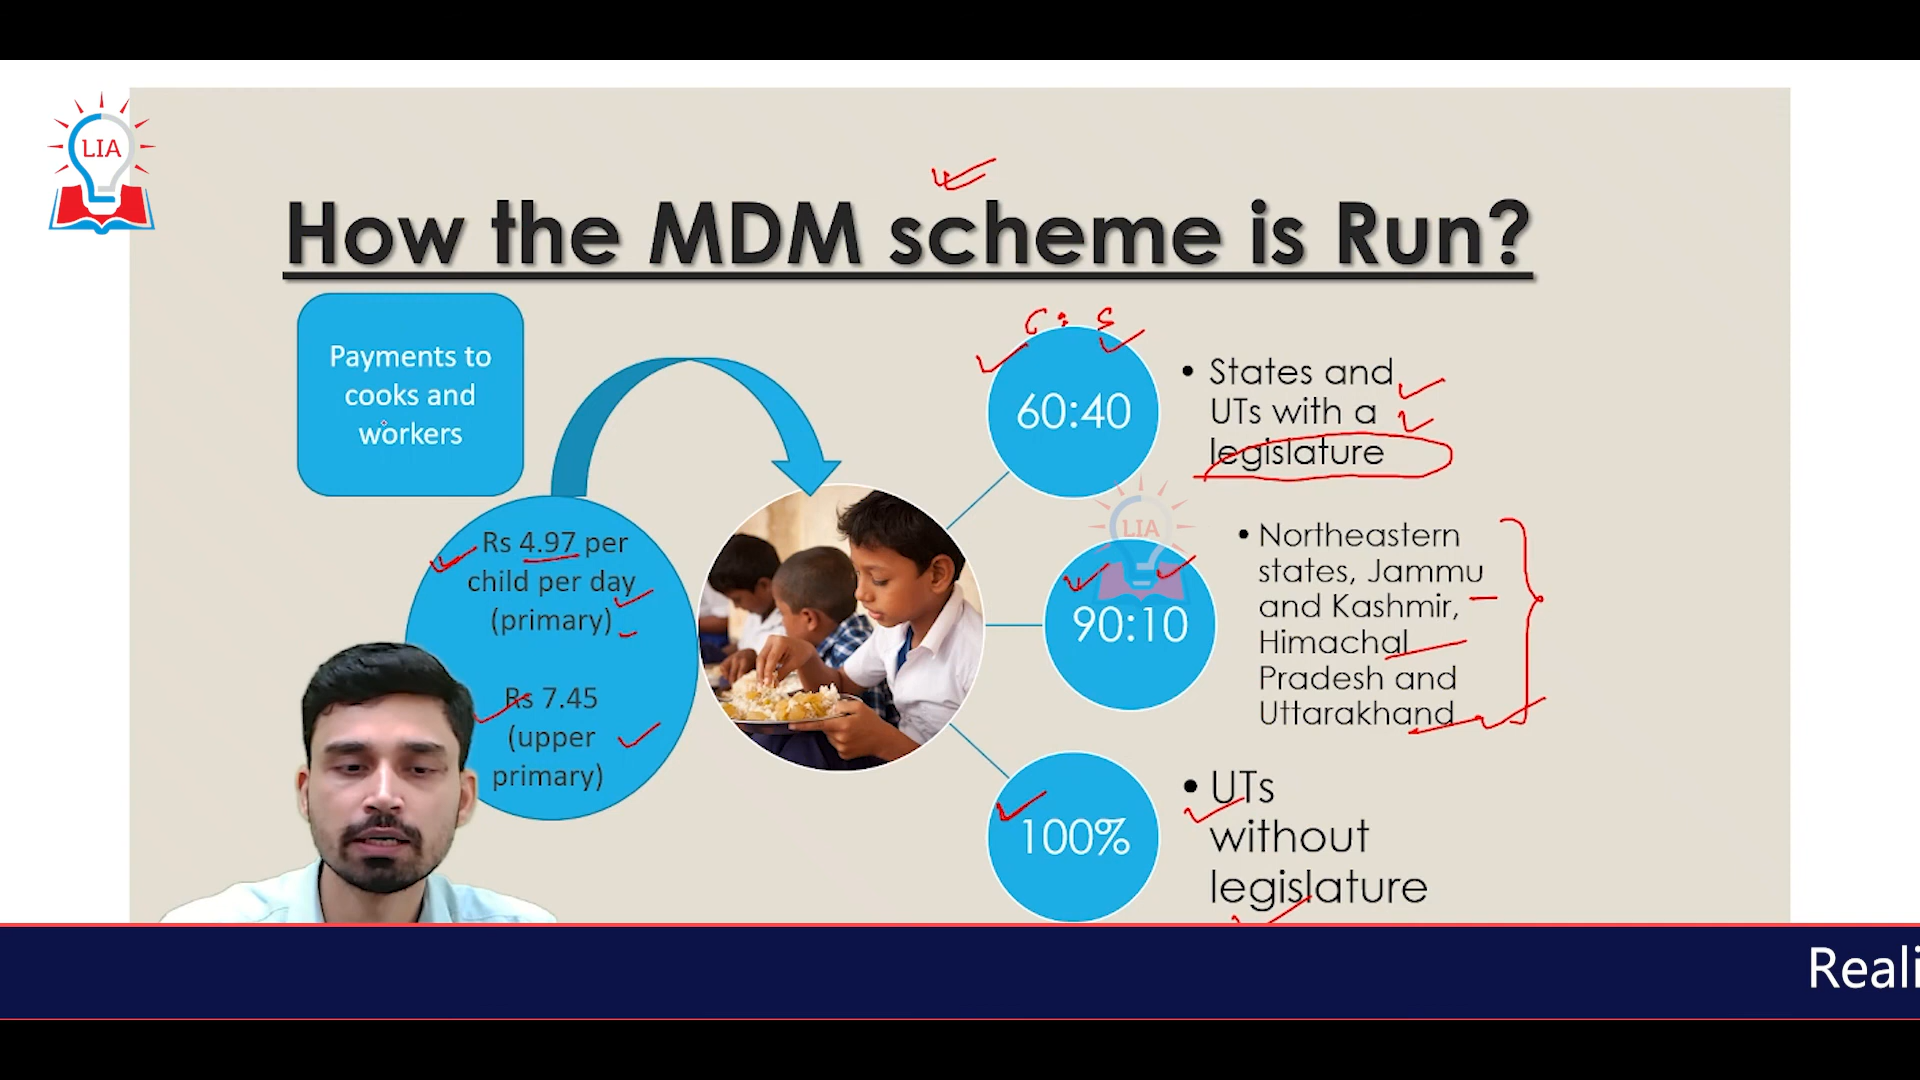 LIA
How the MDM scheme is Run?
Payments to
cooks and
workers
Rs 4.97 per
child per day
(primary)
Rs 7.45
(upper
primary)
C : S
60:40
• States and
UTs with a
legislature
LIA
90:10
• Northeastern
states, Jammu
and Kashmir,
Himachal
Pradesh and
Uttarakhand
100%
• UTs
without
legislature
Reali